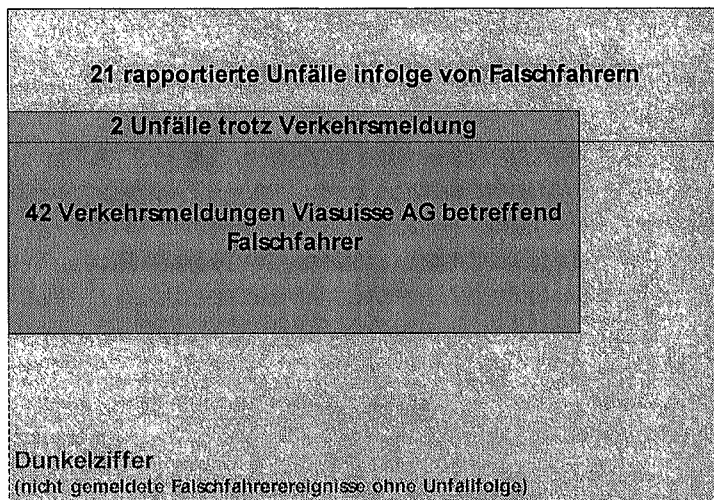 21 rapportierte Unfälle infolge von Falschfahrern
2 Unfälle trotz Verkehrsmeldung
42 Verkehrsmeldungen Viasuisse AG betreffend
Falschfahrer
Dunkelziffer
(nicht gemeldete Falschfahrerereignisse ohne Unfallfolge)